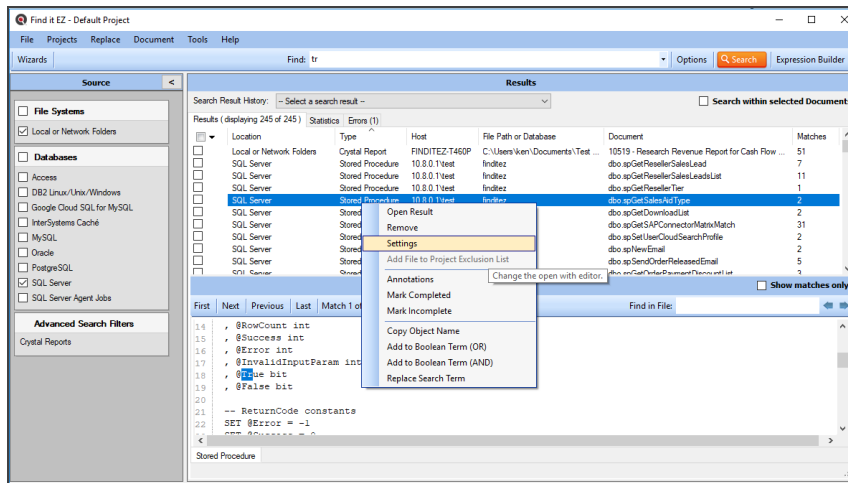 Find it EZ - Default Project
File Projects Replace Document Tools Help
Wizards Find: tr Options Search Expression Builder
Source < Results
Search Result History: -- Select a search result -- Search within selected Documents
File Systems
Results ( displaying 245 of 245 ) Statistics Errors (1)
Local or Network Folders
Location Type Host File Path or Database Document Matches
Local or Network Folders Crystal Report FINDITEZ-T460P C:\Users\ken\Documents\Test ... 10519 - Research Revenue Report for Cash Flow ... 51
Databases
SQL Server Stored Procedure 10.8.0.1\test finditez dbo.spGetResellerSalesLead 7
Access
SQL Server Stored Procedure 10.8.0.1\test finditez dbo.spGetResellerSalesLeadsList 11
DB2 Linux/Unix/Windows
SQL Server Stored Procedure 10.8.0.1\test finditez dbo.spGetResellerTier 1
Google Cloud SQL for MySQL
SQL Server Stored Procedure 10.8.0.1\test finditez dbo.spGetSalesAidType 2
InterSystems Caché
SQL Server Stored dbo.spGetDownloadList 2
MySQL
SQL Server Stored dbo.spGetSAPConnectorMatrixMatch 31
Oracle
SQL Server Stored dbo.spSetUserCloudSearchProfile 2
PostgreSQL
SQL Server Stored dbo.spNewEmail 2
SQL Server
SQL Server Stored dbo.spSendOrderReleasedEmail 5
SQL Server Agent Jobs
SQL Server Stored dbo.spGetOrderPaymentDiscountList 3
Advanced Search Filters
Crystal Reports
Open Result
Remove
Settings
Add File to Project Exclusion List
Change the open with editor.
Annotations
Mark Completed
Mark Incomplete
Copy Object Name
Add to Boolean Term (OR)
Add to Boolean Term (AND)
Replace Search Term
Show matches only
First Next Previous Last Match 1 of Find in File:
14 , @RowCount int
15 , @Success int
16 , @Error int
17 , @InvalidInputParam int
18 , @True bit
19 , @False bit
20
21 -- ReturnCode constants
22 SET @Error = -1
SET @Success = 0
Stored Procedure